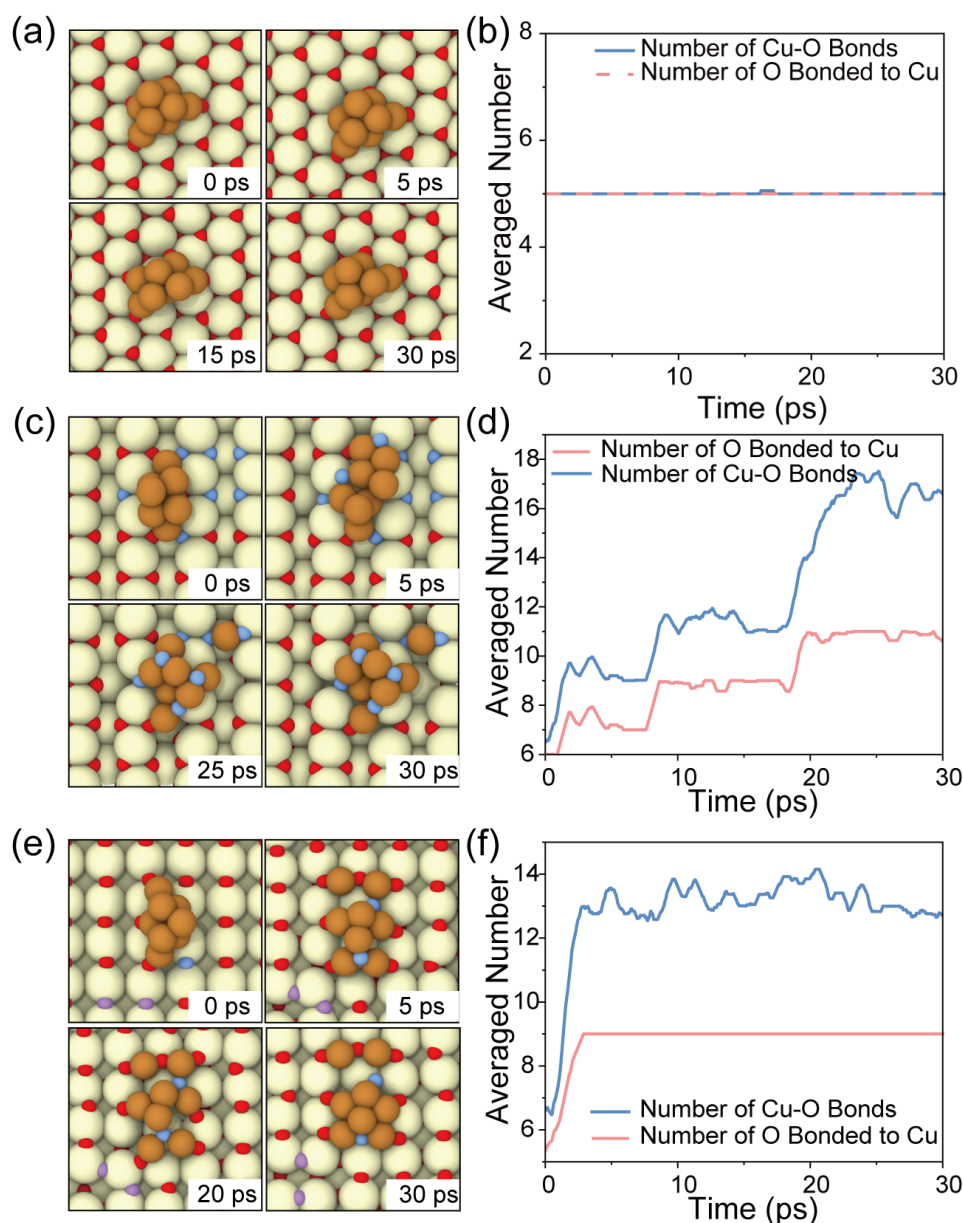 (a)
0 ps
5 ps
15 ps
30 ps
(b)
Averaged Number
8
6
4
2
Number of Cu-O Bonds
Number of O Bonded to Cu
0
10
20
30
Time (ps)
(c)
0 ps
5 ps
25 ps
30 ps
(d)
Averaged Number
18
16
14
12
10
8
6
Number of O Bonded to Cu
Number of Cu-O Bonds
0
10
20
30
Time (ps)
(e)
0 ps
5 ps
20 ps
30 ps
(f)
Averaged Number
14
12
10
8
6
Number of Cu-O Bonds
Number of O Bonded to Cu
0
10
20
30
Time (ps)